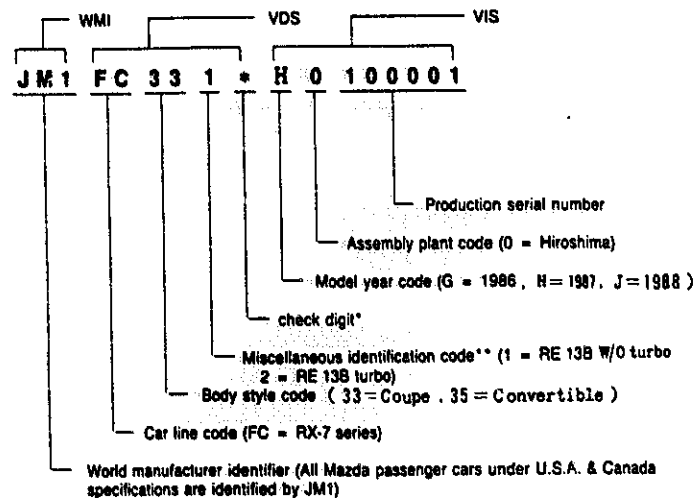 WMI VDS VIS
JM1 FC 33 1 * H 0 100001
Production serial number
Assembly plant code (0 = Hiroshima)
Model year code (G = 1986, H=1987, J=1988)
check digit*
Miscellaneous identification code** (1 = RE 13B W/O turbo
2 = RE 13B turbo)
Body style code (33=Coupe . 35=Convertible)
Car line code (FC = RX-7 series)
World manufacturer identifier (All Mazda passenger cars under U.S.A. & Canada
specifications are identified by JM1)